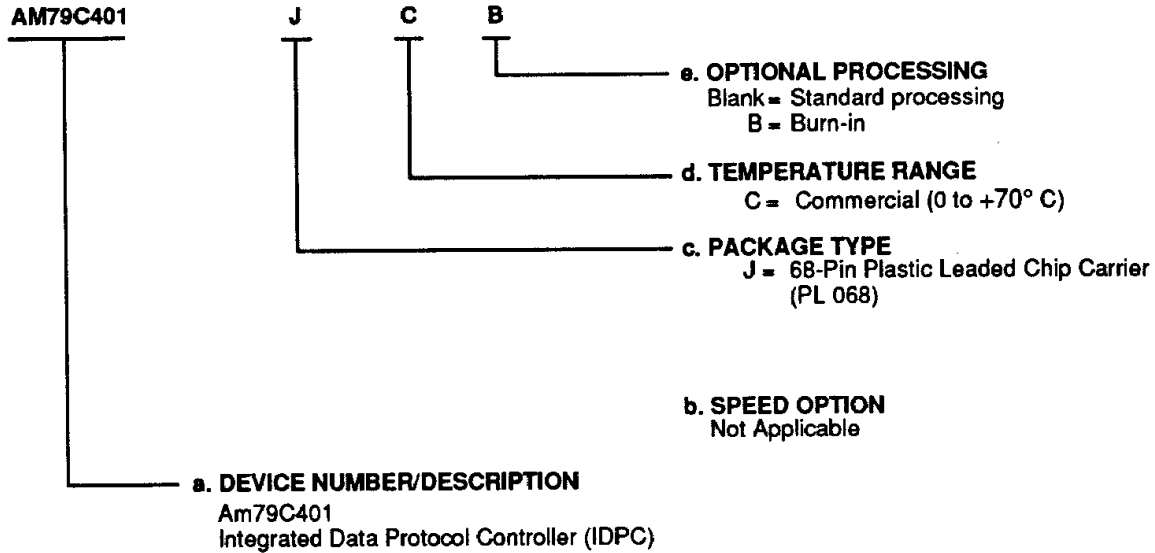 AM79C401 J C B
e. OPTIONAL PROCESSING
Blank = Standard processing
B = Burn-in
d. TEMPERATURE RANGE
C = Commercial (0 to +70° C)
c. PACKAGE TYPE
J = 68-Pin Plastic Leaded Chip Carrier
(PL 068)
b. SPEED OPTION
Not Applicable
a. DEVICE NUMBER/DESCRIPTION
Am79C401
Integrated Data Protocol Controller (IDPC)